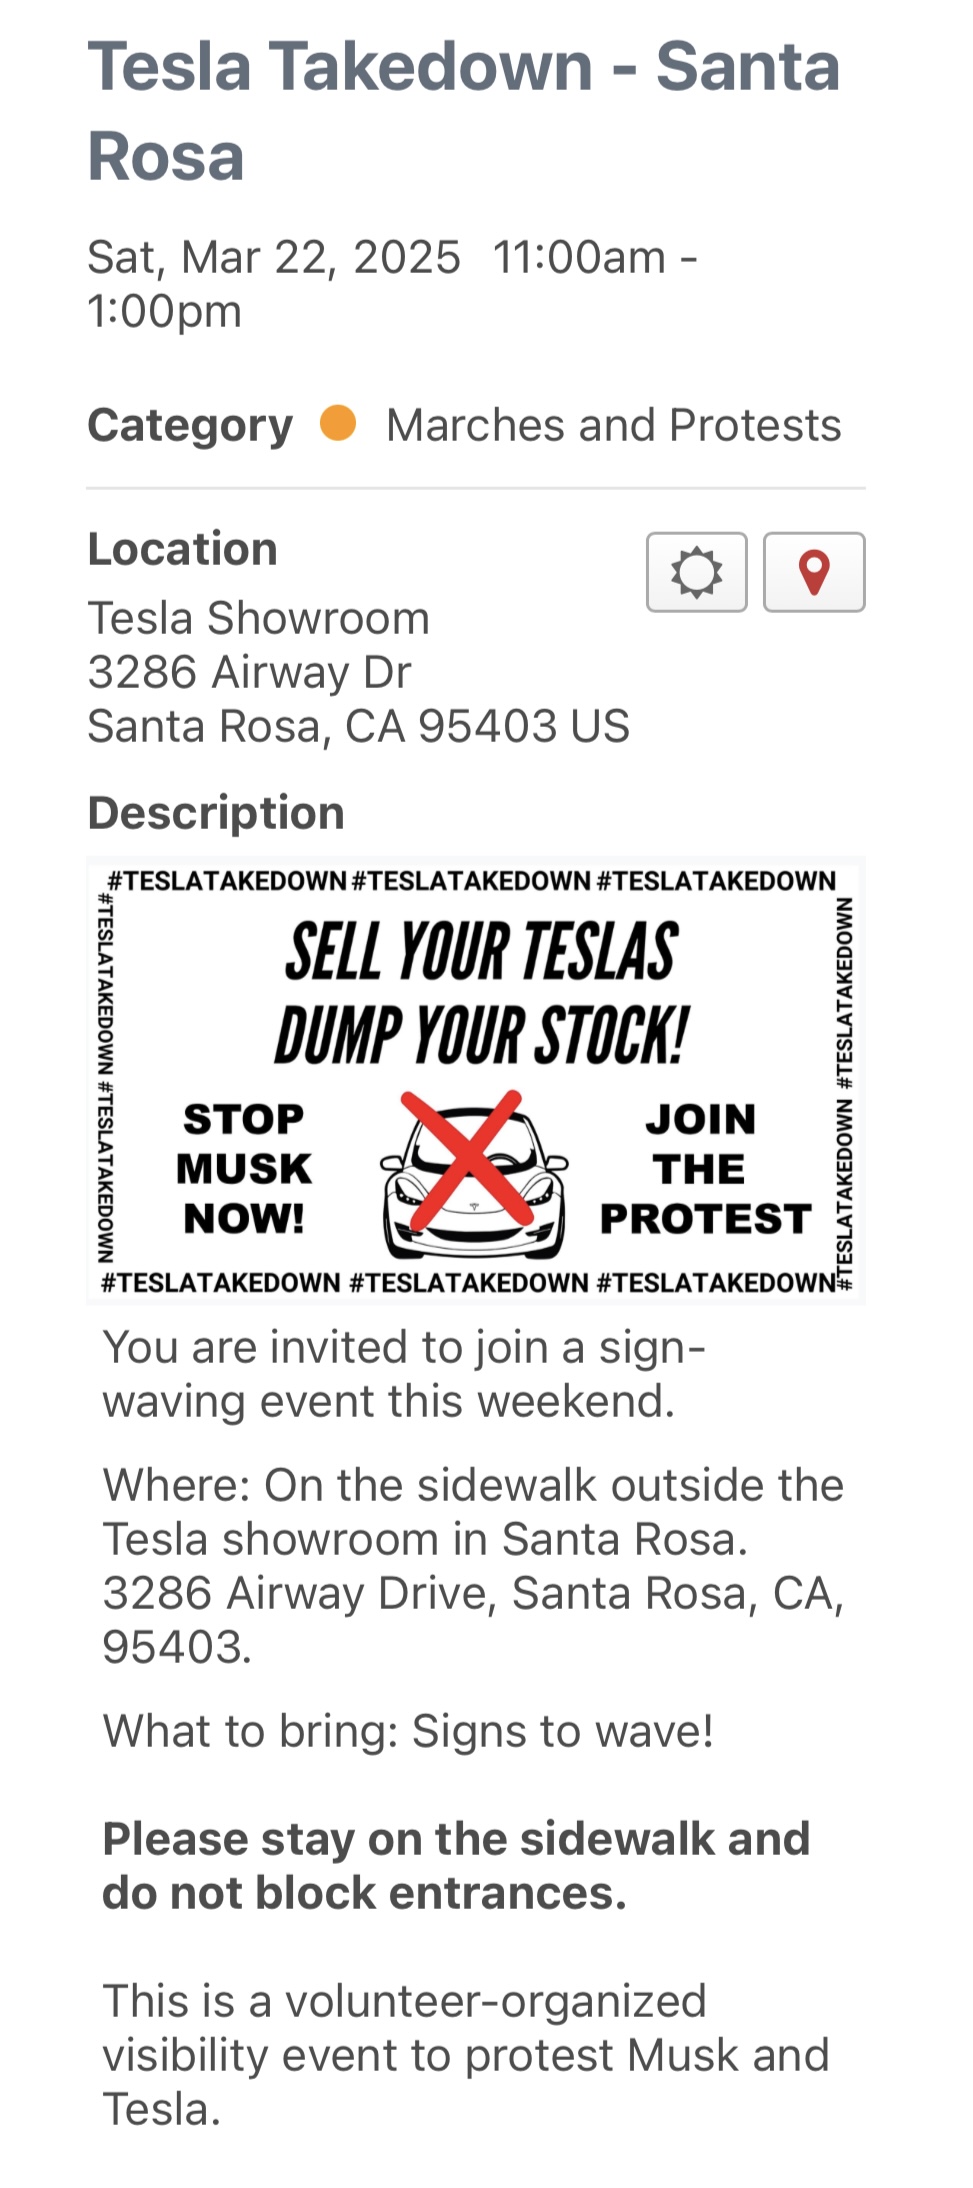 Tesla Takedown - Santa
Rosa
Sat, Mar 22, 2025 11:00am -
1:00pm
Category Marches and Protests
Location
Tesla Showroom
3286 Airway Dr
Santa Rosa, CA 95403 US
Description
#TESLATAKEDOWN #TESLATAKEDOWN #TESLATAKEDOWN
#TESLATAKEDOWN #TESLATAKEDOWN
SELL YOUR TESLAS
DUMP YOUR STOCK!
STOP
MUSK
NOW!
JOIN
THE
PROTEST
#TESLATAKEDOWN #TESLATAKEDOWN
#TESLATAKEDOWN #TESLATAKEDOWN #TESLATAKEDOWN
You are invited to join a sign-
waving event this weekend.
Where: On the sidewalk outside the
Tesla showroom in Santa Rosa.
3286 Airway Drive, Santa Rosa, CA,
95403.
What to bring: Signs to wave!
Please stay on the sidewalk and
do not block entrances.
This is a volunteer-organized
visibility event to protest Musk and
Tesla.